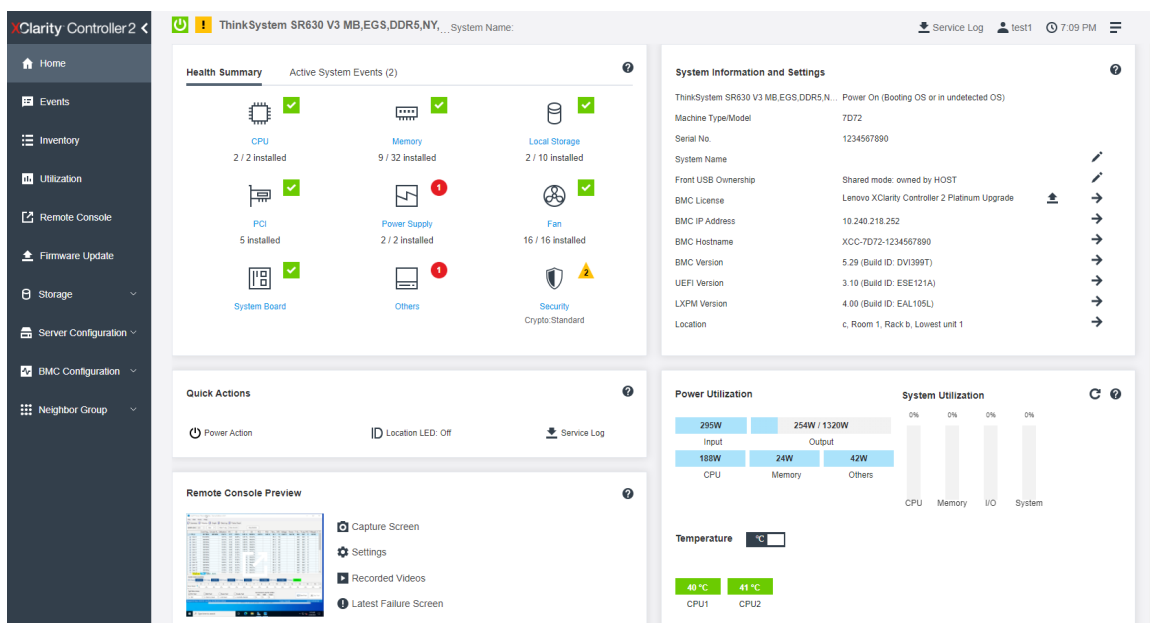 XClarity Controller 2
ThinkSystem SR630 V3 MB,EGS,DDR5,NY,... System Name:
Service Log
test1
7:09 PM
Home
Events
Inventory
Utilization
Remote Console
Firmware Update
Storage
Server Configuration
BMC Configuration
Neighbor Group
Health Summary
Active System Events (2)
CPU
2 / 2 installed
Memory
9 / 32 installed
Local Storage
2 / 10 installed
PCI
5 installed
1
Power Supply
2 / 2 installed
Fan
16 / 16 installed
System Board
1
Others
2
Security
Crypto:Standard
System Information and Settings
ThinkSystem SR630 V3 MB,EGS,DDR5,N... Power On (Booting OS or in undetected OS)
Machine Type/Model 7D72
Serial No. 1234567890
System Name
Front USB Ownership Shared mode: owned by HOST
BMC License Lenovo XClarity Controller 2 Platinum Upgrade
BMC IP Address 10.240.218.252
BMC Hostname XCC-7D72-1234567890
BMC Version 5.29 (Build ID: DVI399T)
UEFI Version 3.10 (Build ID: ESE121A)
LXPM Version 4.00 (Build ID: EAL105L)
Location c, Room 1, Rack b, Lowest unit 1
Quick Actions
Power Action
Location LED: Off
Service Log
Remote Console Preview
Capture Screen
Settings
Recorded Videos
Latest Failure Screen
Power Utilization
295W
254W / 1320W
Input
Output
188W
24W
42W
CPU
Memory
Others
System Utilization
0% 0% 0% 0%
CPU Memory I/O System
Temperature
°C
40 °C 41 °C
CPU1 CPU2